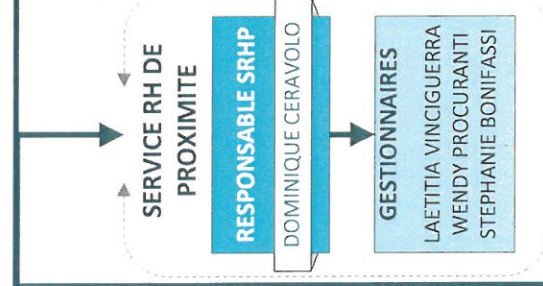 SERVICE RH DE
PROXIMITE
RESPONSABLE SRHP
DOMINIQUE CERAVOLO
GESTIONNAIRES
LAETITIA VINCIGUERRA
WENDY PROCURANTI
STEPHANIE BONIFASSI